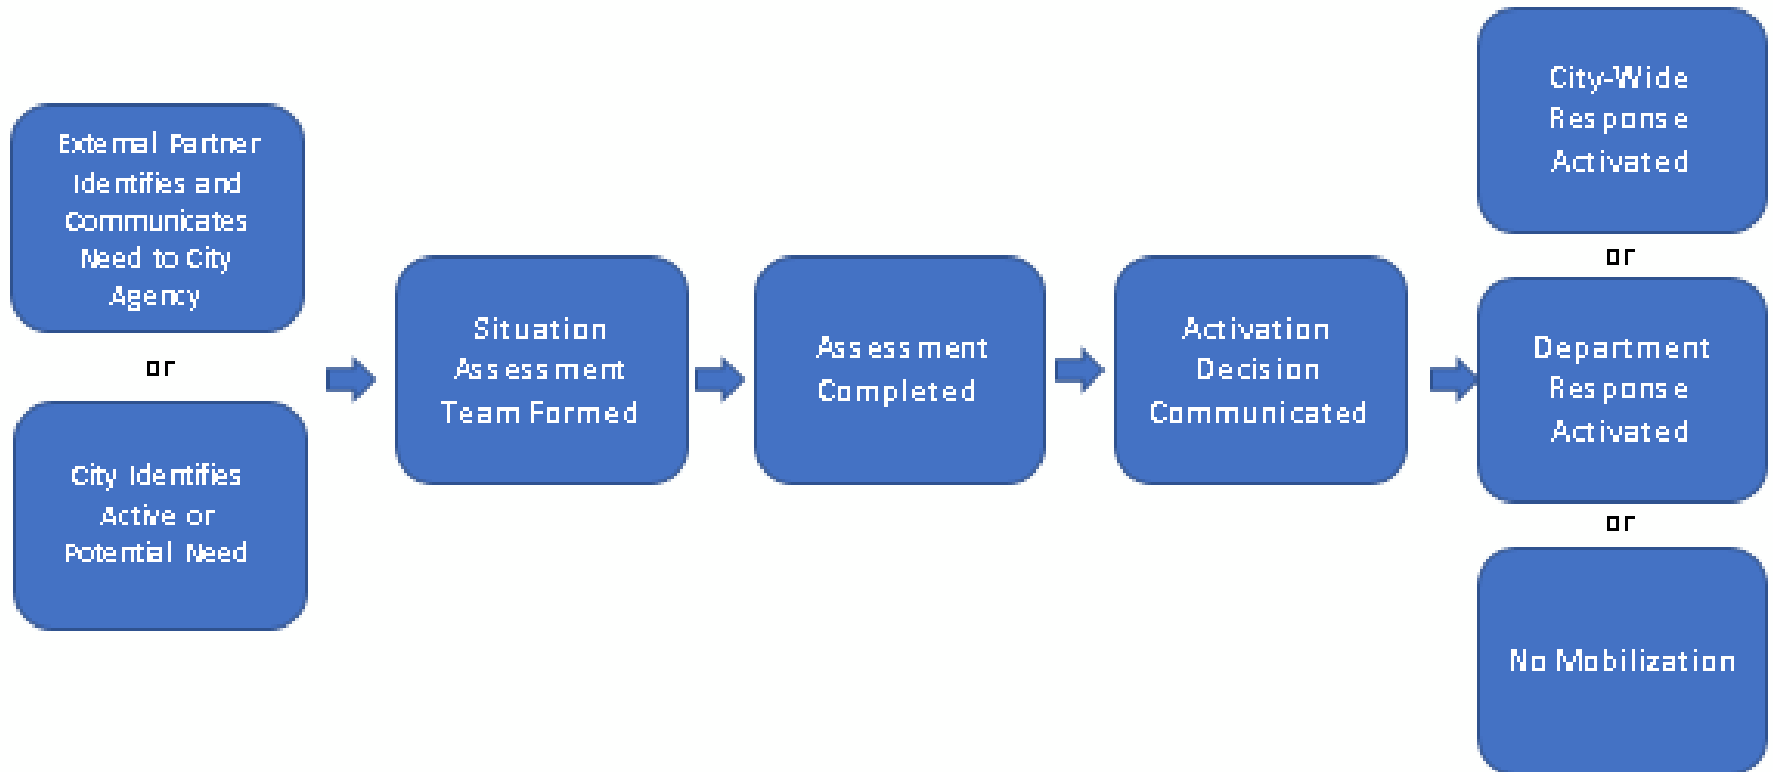 External Partner
Identifies and
Communicates
Need to City
Agency
or
City Identifies
Active or
Potential Need
Situation
Assessment
Team Formed
Assessment
Completed
Activation
Decision
Communicated
City-Wide
Response
Activated
or
Department
Response
Activated
or
No Mobilization